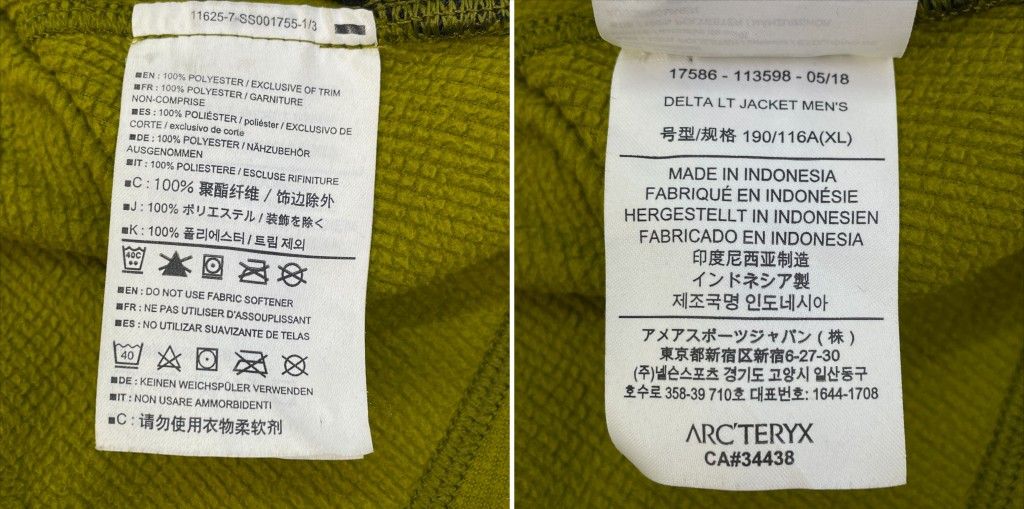 11625-7 SS001755-1/3
■EN : 100% POLYESTER / EXCLUSIVE OF TRIM
■FR : 100% POLYESTER / GARNITURE
NON-COMPRISE
■ES : 100% POLIÉSTER / poliéster / EXCLUSIVO DE
CORTE / exclusivo de corte
■DE : 100% POLYESTER / NÄHZUBEHÖR
AUSGENOMMEN
■IT : 100% POLIESTERE / ESCLUSE RIFINITURE
■C : 100% 聚酯纤维 / 饰边除外
■J : 100% ポリエステル / 装飾を除く
■K : 100% 폴리에스터 / 트림 제외
40C
■EN : DO NOT USE FABRIC SOFTENER
■FR : NE PAS UTILISER D'ASSOUPLISSANT
■ES : NO UTILIZAR SUAVIZANTE DE TELAS
40
■DE : KEINEN WEICHSPÜLER VERWENDEN
■IT : NON USARE AMMORBIDENTI
■C : 请勿使用衣物柔软剂
17586 - 113598 - 05/18
DELTA LT JACKET MEN'S
号型/规格 190/116A(XL)
MADE IN INDONESIA
FABRIQUÉ EN INDONÉSIE
HERGESTELLT IN INDONESIEN
FABRICADO EN INDONESIA
印度尼西亚制造
インドネシア製
제조국명 인도네시아
アメアスポーツジャパン ( 株 )
東京都新宿区新宿6-27-30
(주)넬슨스포츠 경기도 고양시 일산동구
호수로 358-39 710호 대표번호: 1644-1708
ARC'TERYX
CA#34438